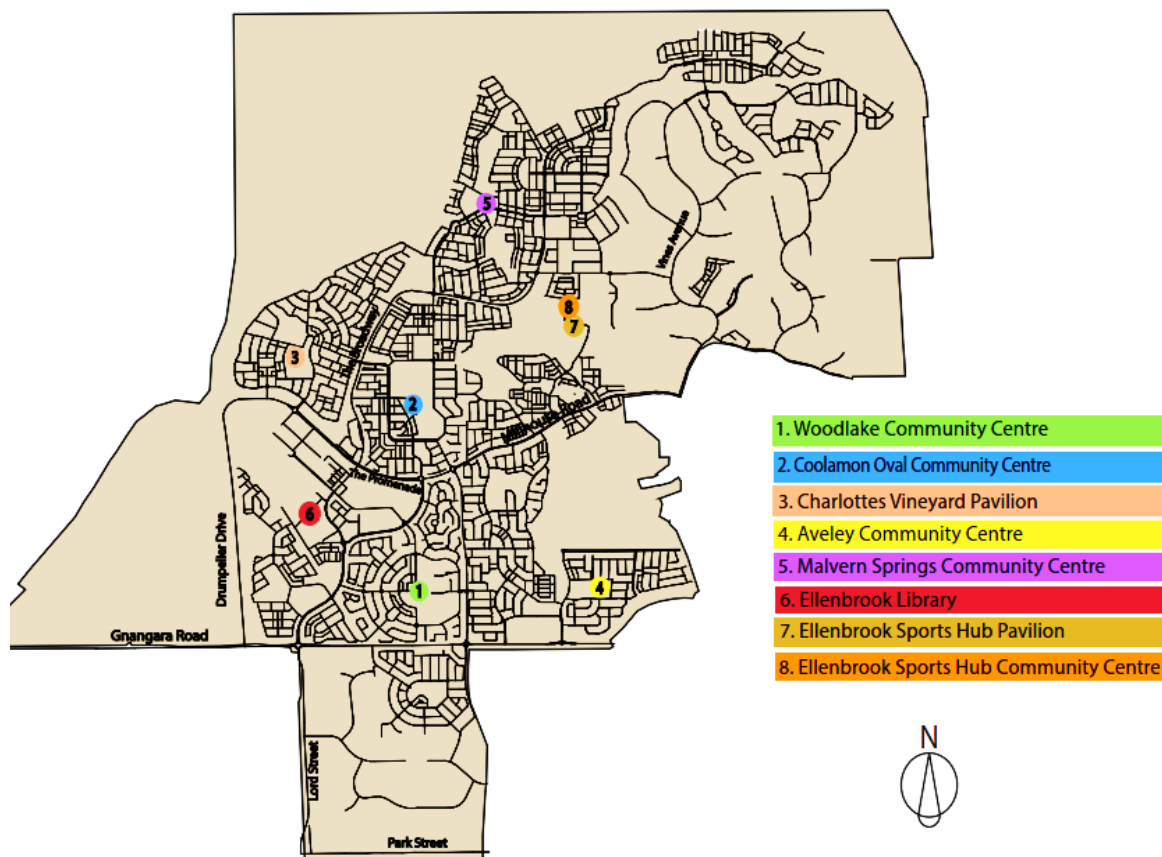 5
Vines Avenue
8
7
The Broadway
3
2
Millhouse Road
The Promenade
6
Drumpeller Drive
1
4
Gnangara Road
Lord Street
Park Street
1. Woodlake Community Centre
2. Coolamon Oval Community Centre
3. Charlottes Vineyard Pavilion
4. Aveley Community Centre
5. Malvern Springs Community Centre
6. Ellenbrook Library
7. Ellenbrook Sports Hub Pavilion
8. Ellenbrook Sports Hub Community Centre
N